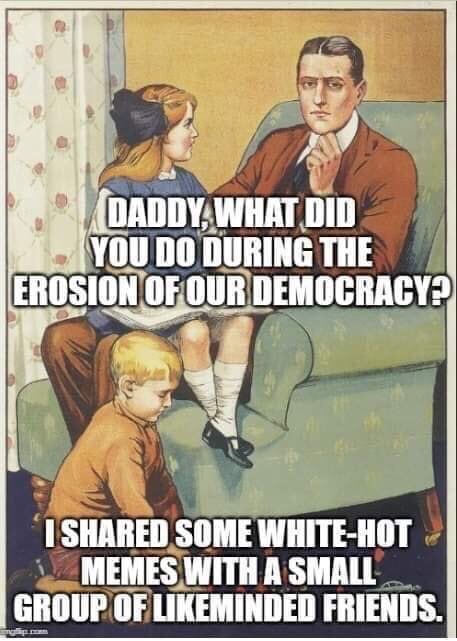 DADDY, WHAT DID
YOU DO DURING THE
EROSION OF OUR DEMOCRACY?
I SHARED SOME WHITE-HOT
MEMES WITH A SMALL
GROUP OF LIKEMINDED FRIENDS.
imgflip.com